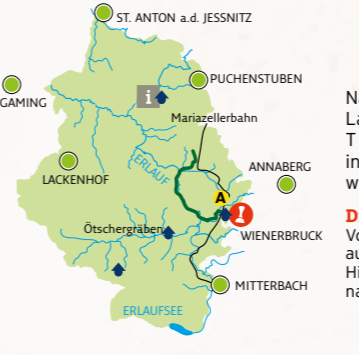 ST. ANTON a.d. JESSNITZ
PUCHENSTUBEN
GAMING
i
Mariazellerbahn
ERLAUF
ANNABERG
LACKENHOF
A
Ötschergräben
WIENERBRUCK
MITTERBACH
ERLAUFSEE